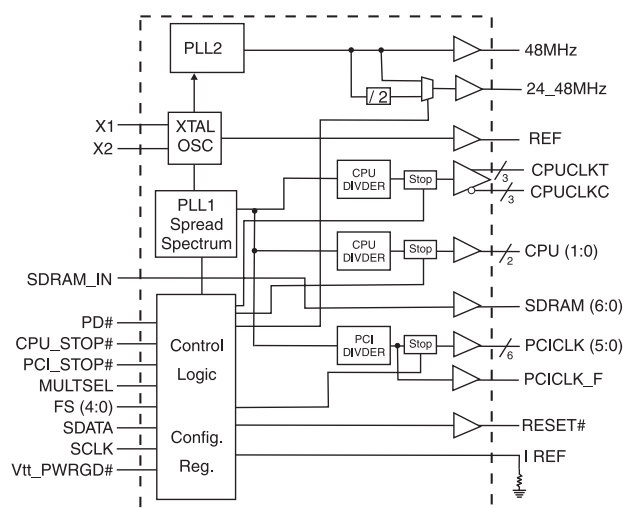 PLL2
48MHz
/ 2
24_48MHz
X1
X2
XTAL
OSC
REF
CPU
DIVDER
Stop
3
CPUCLKT
3
CPUCLKC
PLL1
Spread
Spectrum
CPU
DIVDER
Stop
2
CPU (1:0)
SDRAM_IN
SDRAM (6:0)
PD#
CPU_STOP#
PCI_STOP#
MULTSEL
FS (4:0)
SDATA
SCLK
Vtt_PWRGD#
Control
Logic
Config.
Reg.
PCI
DIVDER
Stop
6
PCICLK (5:0)
PCICLK_F
RESET#
I REF